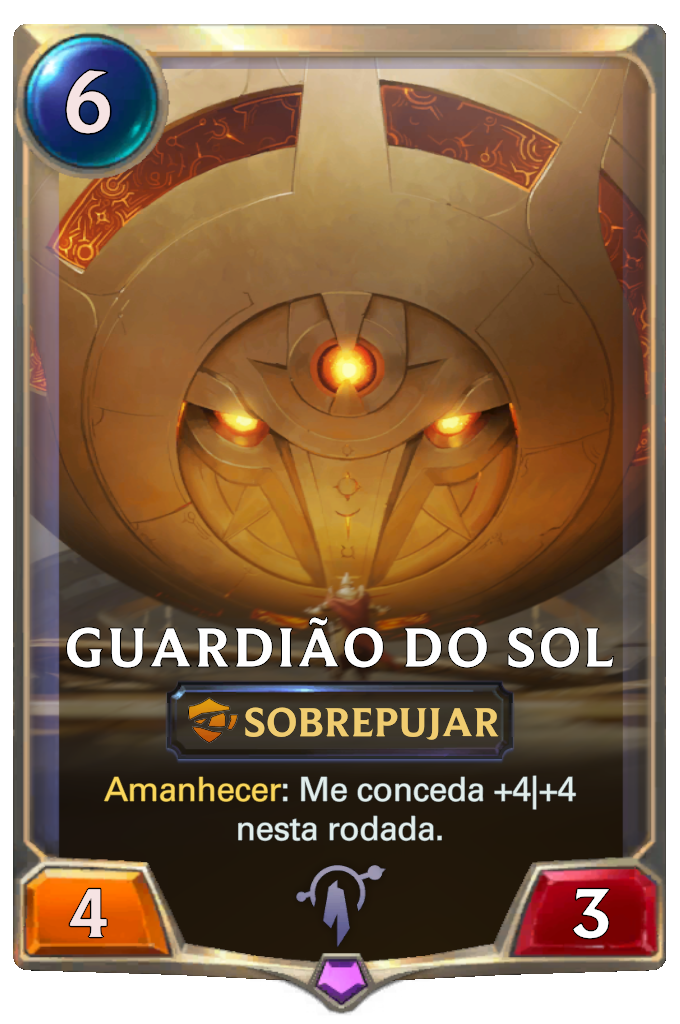 6
GUARDIÃO DO SOL
SOBREPUJAR
Amanhecer: Me conceda +4|+4
nesta rodada.
4
3